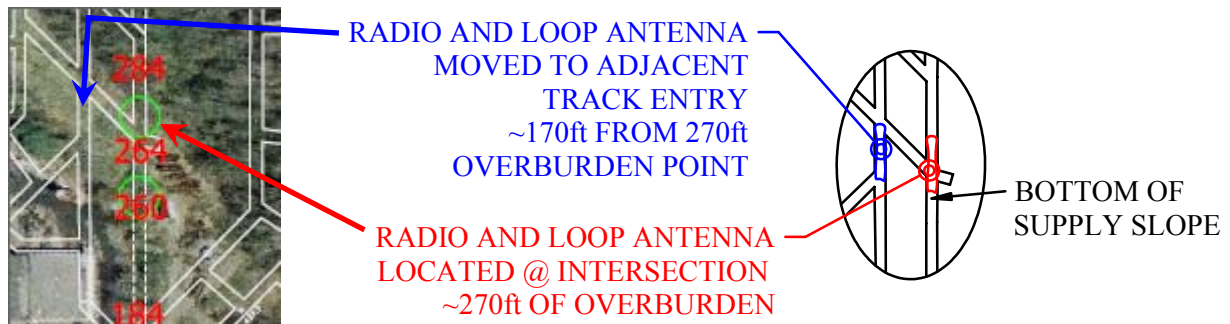 284
264
260
184
RADIO AND LOOP ANTENNA
MOVED TO ADJACENT
TRACK ENTRY
~170ft FROM 270ft
OVERBURDEN POINT
RADIO AND LOOP ANTENNA
LOCATED @ INTERSECTION
~270ft OF OVERBURDEN
BOTTOM OF
SUPPLY SLOPE